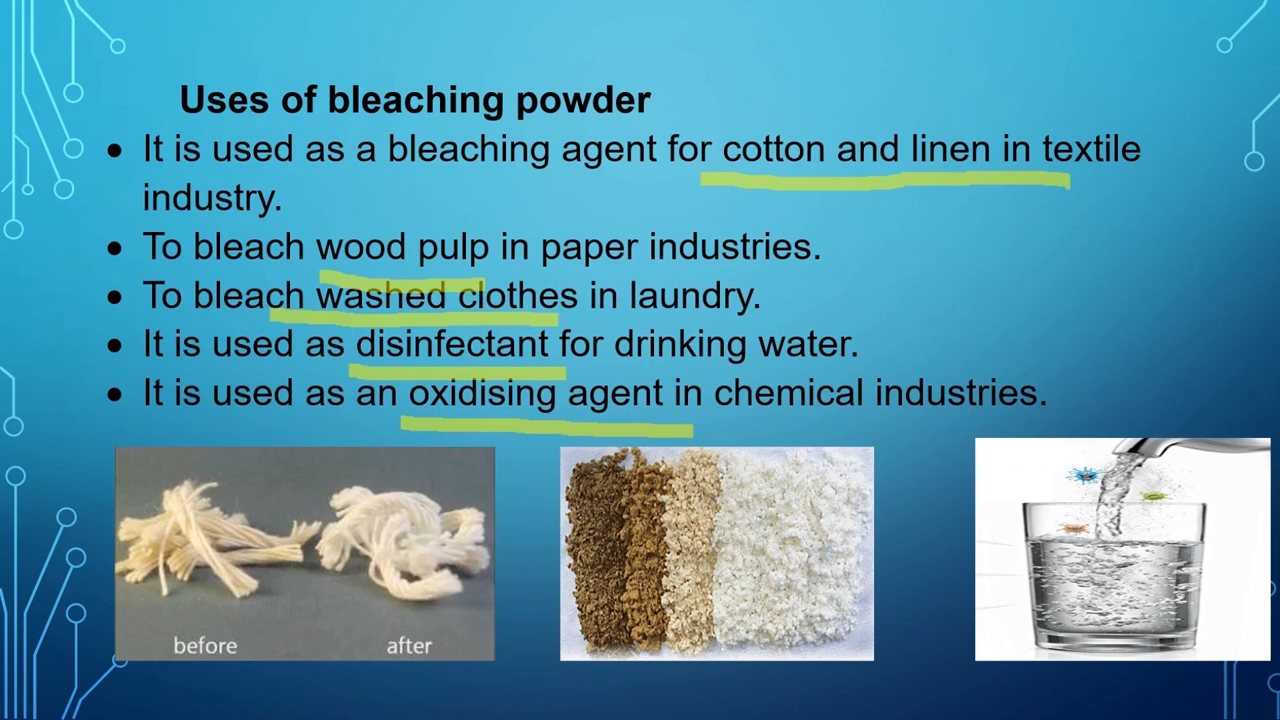 Uses of bleaching powder
• It is used as a bleaching agent for cotton and linen in textile
industry.
• To bleach wood pulp in paper industries.
• To bleach washed clothes in laundry.
• It is used as disinfectant for drinking water.
• It is used as an oxidising agent in chemical industries.
before after